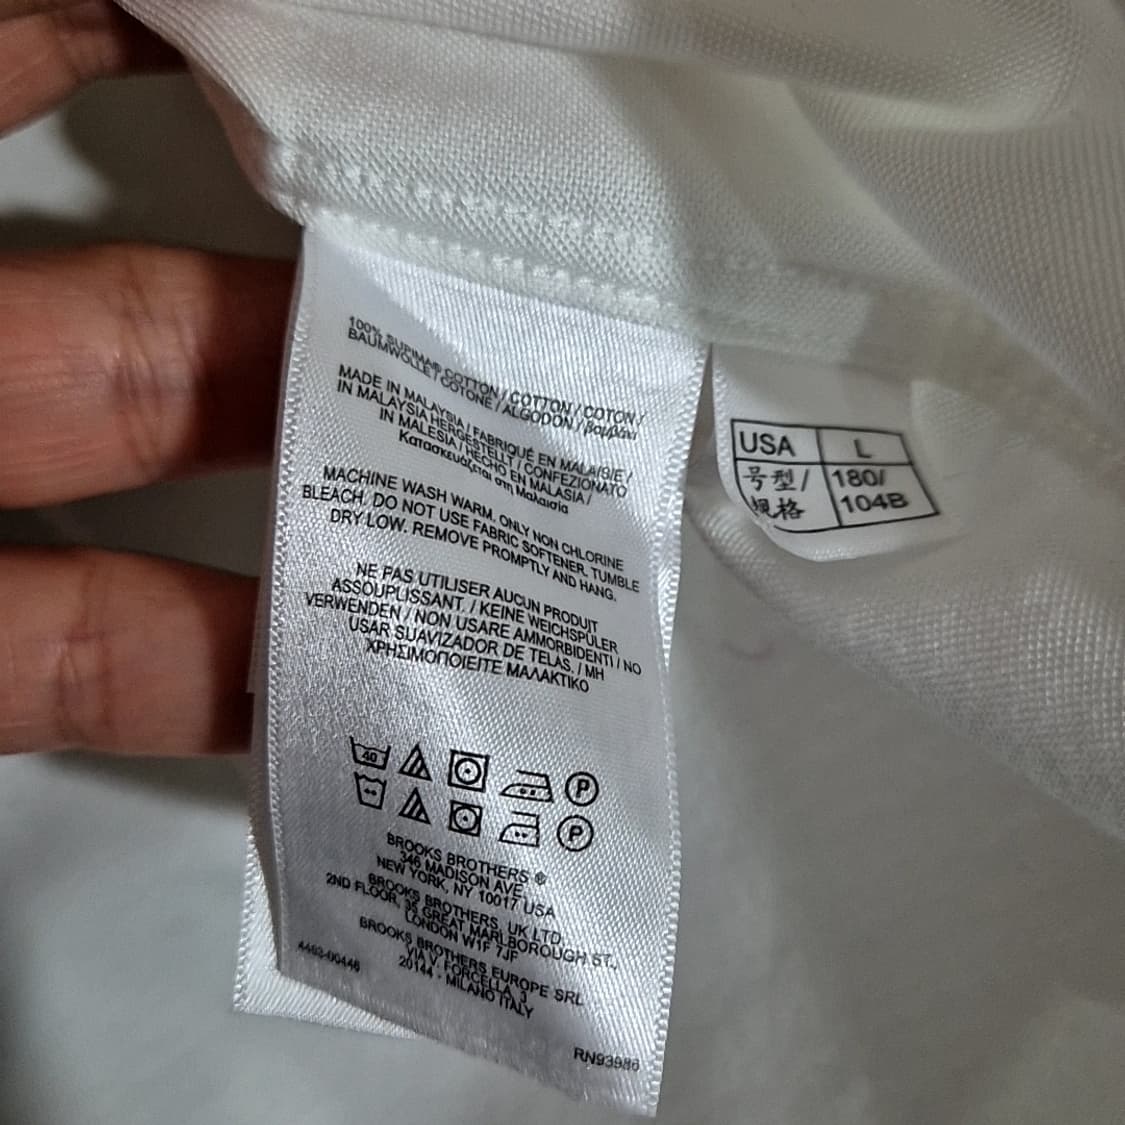 100% SUPIMA® COTTON / COTTON / COTON /
BAUMWOLLE / COTONE / ALGODON / βαμβάκι
MADE IN MALAYSIA / FABRIQUÉ EN MALAISIE /
IN MALAYSIA HERGESTELLT / CONFEZIONATO
IN MALESIA / HECHO EN MALASIA /
Κατασκευάζεται στη Μαλαισία
MACHINE WASH WARM. ONLY NON CHLORINE
BLEACH. DO NOT USE FABRIC SOFTENER. TUMBLE
DRY LOW. REMOVE PROMPTLY AND HANG.
NE PAS UTILISER AUCUN PRODUIT
ASSOUPLISSANT. / KEINE WEICHSPÜLER
VERWENDEN / NON USARE AMMORBIDENTI / NO
USAR SUAVIZADOR DE TELAS. / ΜΗ
ΧΡΗΣΙΜΟΠΟΙΕΙΤΕ ΜΑΛΑΚΤΙΚΟ
40 P
P
BROOKS BROTHERS ®
346 MADISON AVE.
NEW YORK, NY 10017 USA
BROOKS BROTHERS, UK LTD.
2ND FLOOR, 35 GREAT MARLBOROUGH ST.,
LONDON W1F 7JF
BROOKS BROTHERS EUROPE SRL
VIA V. FORCELLA, 3
20144 - MILANO ITALY
4463-00446
RN93986
USA L
号型/ 180/
规格 104B